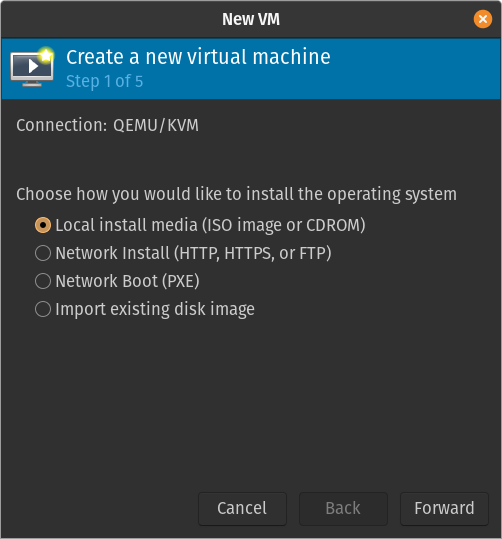 New VM
Create a new virtual machine
Step 1 of 5
Connection: QEMU/KVM
Choose how you would like to install the operating system
Local install media (ISO image or CDROM)
Network Install (HTTP, HTTPS, or FTP)
Network Boot (PXE)
Import existing disk image
Cancel Back Forward